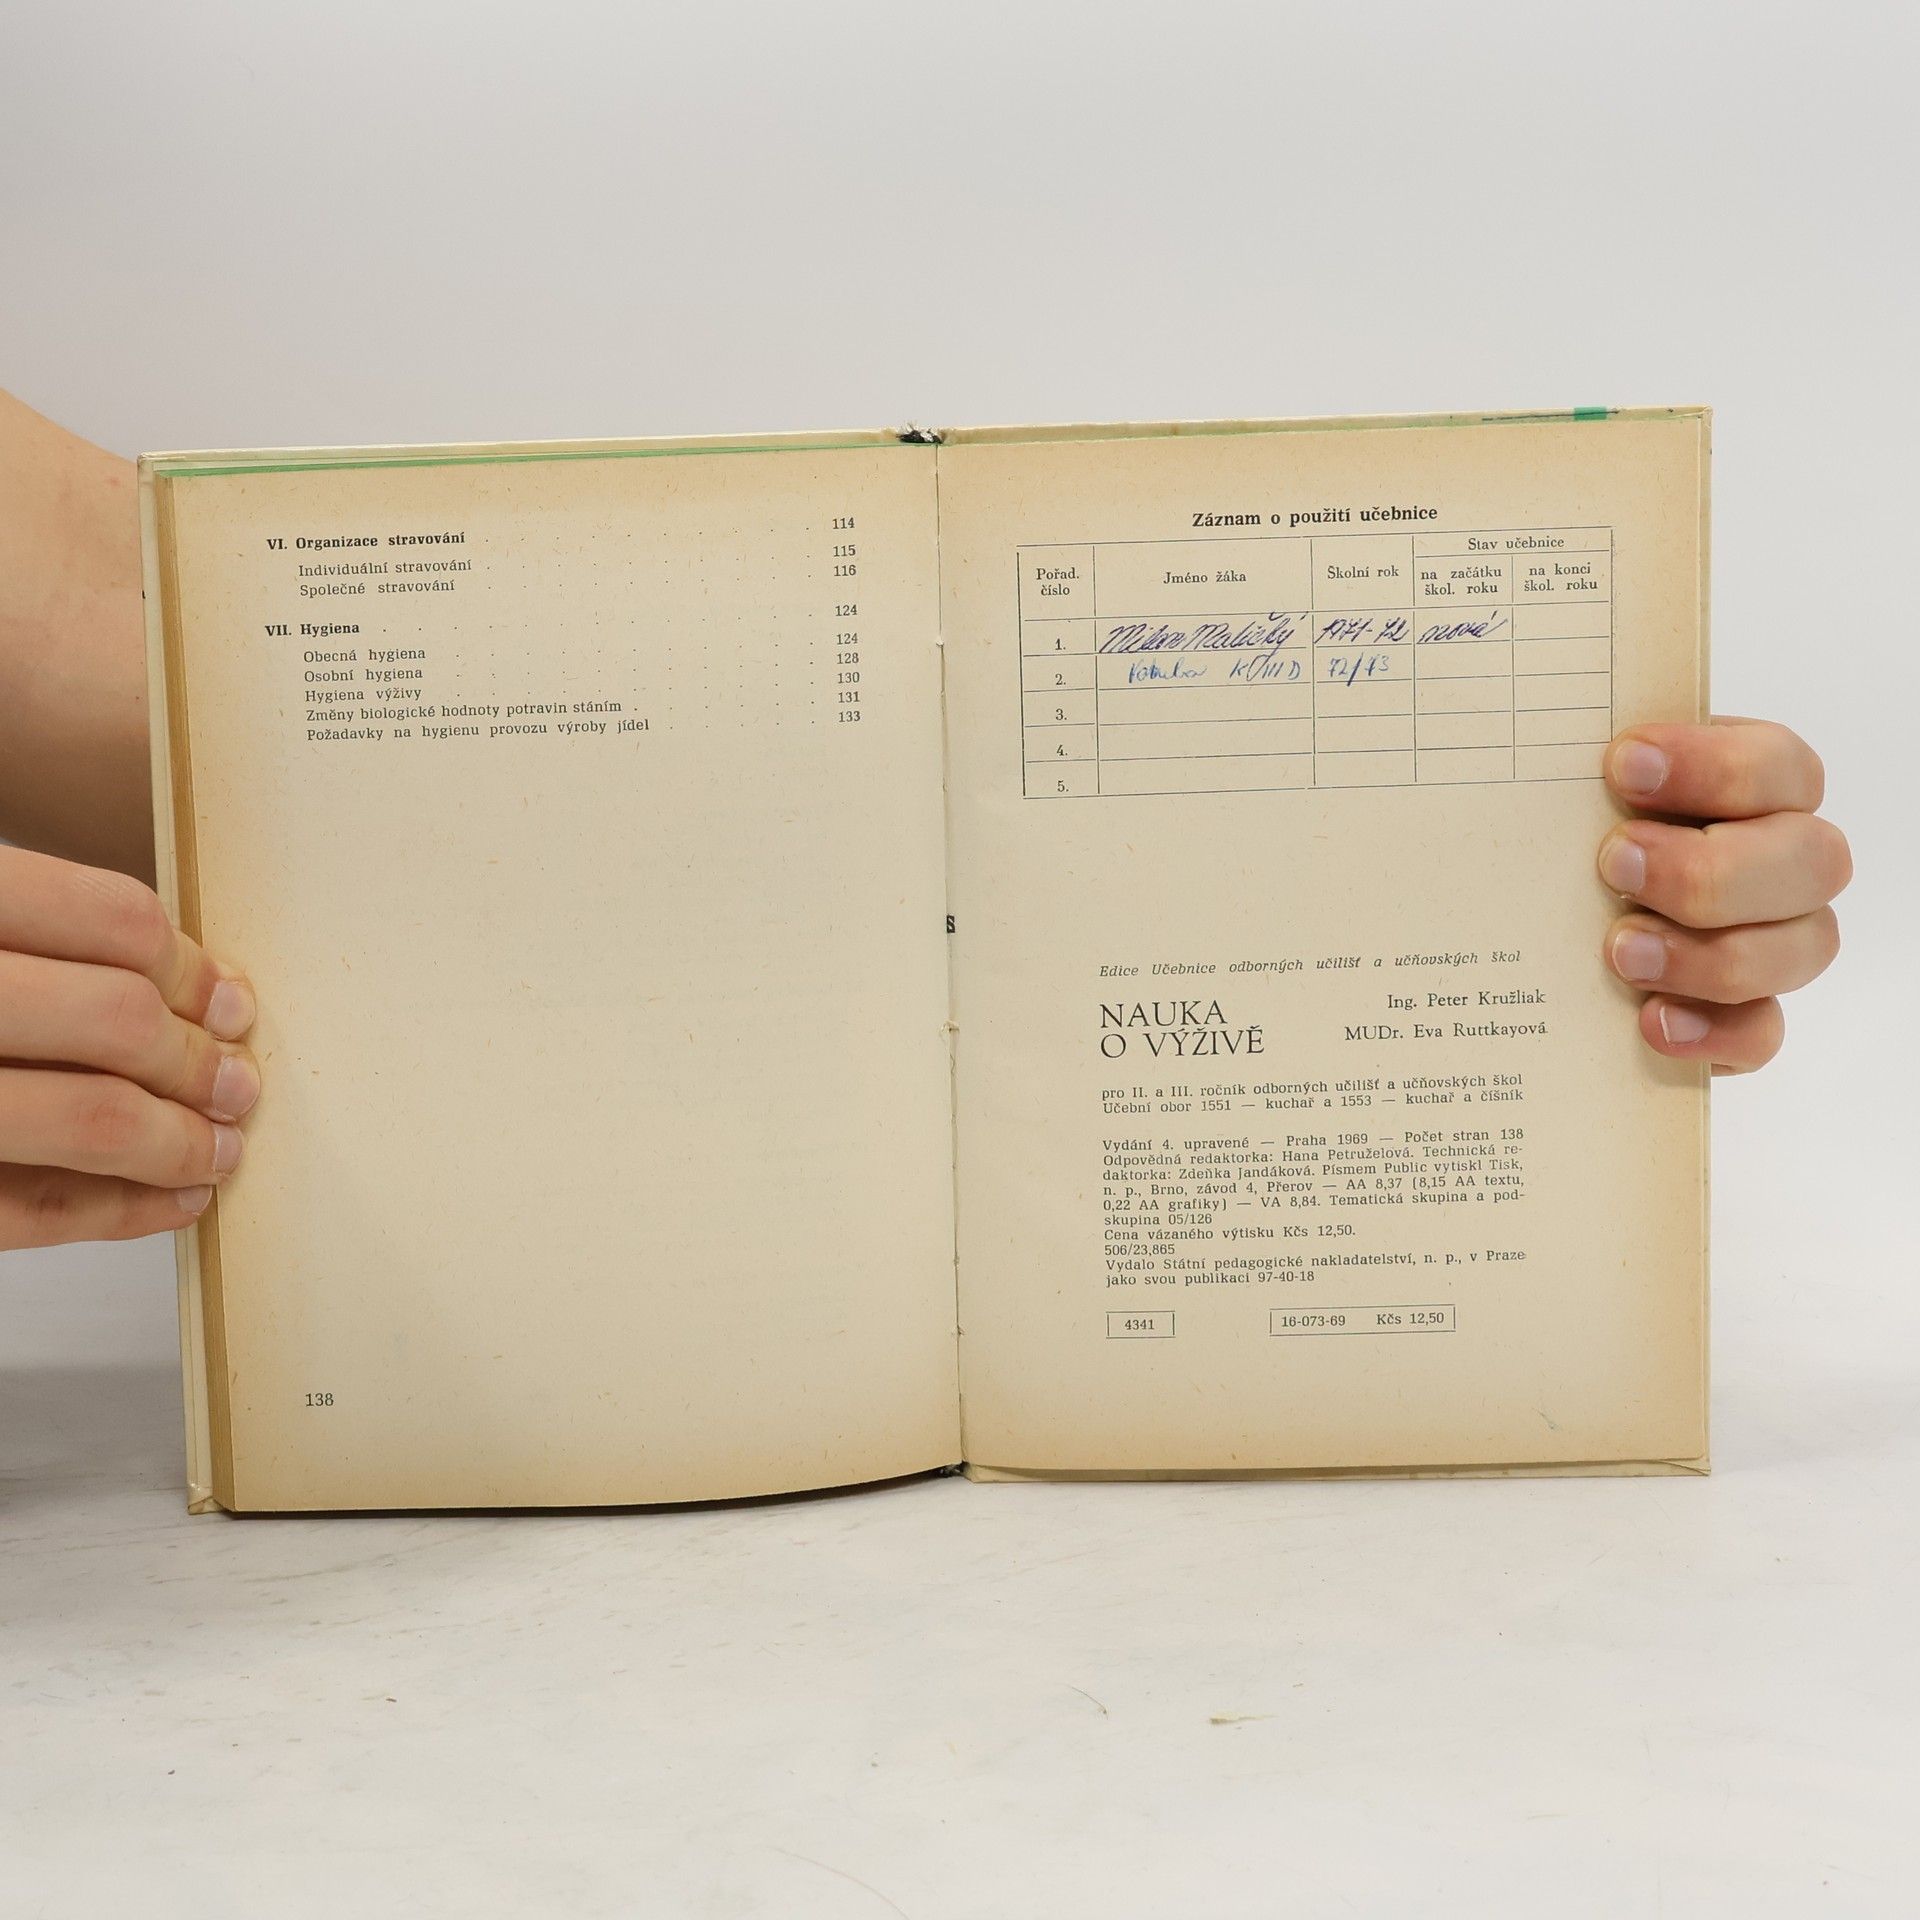 VI. Organizace stravování . . . . . . . . 114
Individuální stravování . . . . . . . . 115
Společné stravování . . . . . . . . 116
VII. Hygiena . . . . . . . . 124
Obecná hygiena . . . . . . . . 124
Osobní hygiena . . . . . . . . 128
Hygiena výživy . . . . . . . . 130
Změny biologické hodnoty potravin stáním . . . . . . 131
Požadavky na hygienu provozu výroby jídel . . . . . 133
138
Záznam o použití učebnice
Pořad. číslo
Jméno žáka
Školní rok
Stav učebnice
na začátku škol. roku
na konci škol. roku
1. Milan Maličký 1971-72 nová
2. K III D 72/73
3.
4.
5.
Edice Učebnice odborných učilišť a učňovských škol
NAUKA
O VÝŽIVĚ
Ing. Peter Kružliak
MUDr. Eva Ruttkayová
pro II. a III. ročník odborných učilišť a učňovských škol
Učební obor 1551 — kuchař a 1553 — kuchař a číšník
Vydání 4. upravené — Praha 1969 — Počet stran 138
Odpovědná redaktorka: Hana Petruželová. Technická re-
daktorka: Zdeňka Jandáková. Písmem Public vytiskl Tisk,
n. p., Brno, závod 4, Přerov — AA 8,37 (8,15 AA textu,
0,22 AA grafiky) — VA 8,84. Tematická skupina a pod-
skupina 05/126
Cena vázaného výtisku Kčs 12,50.
506/23,865
Vydalo Státní pedagogické nakladatelství, n. p., v Praze
jako svou publikaci 97-40-18
4341
16-073-69 Kčs 12,50